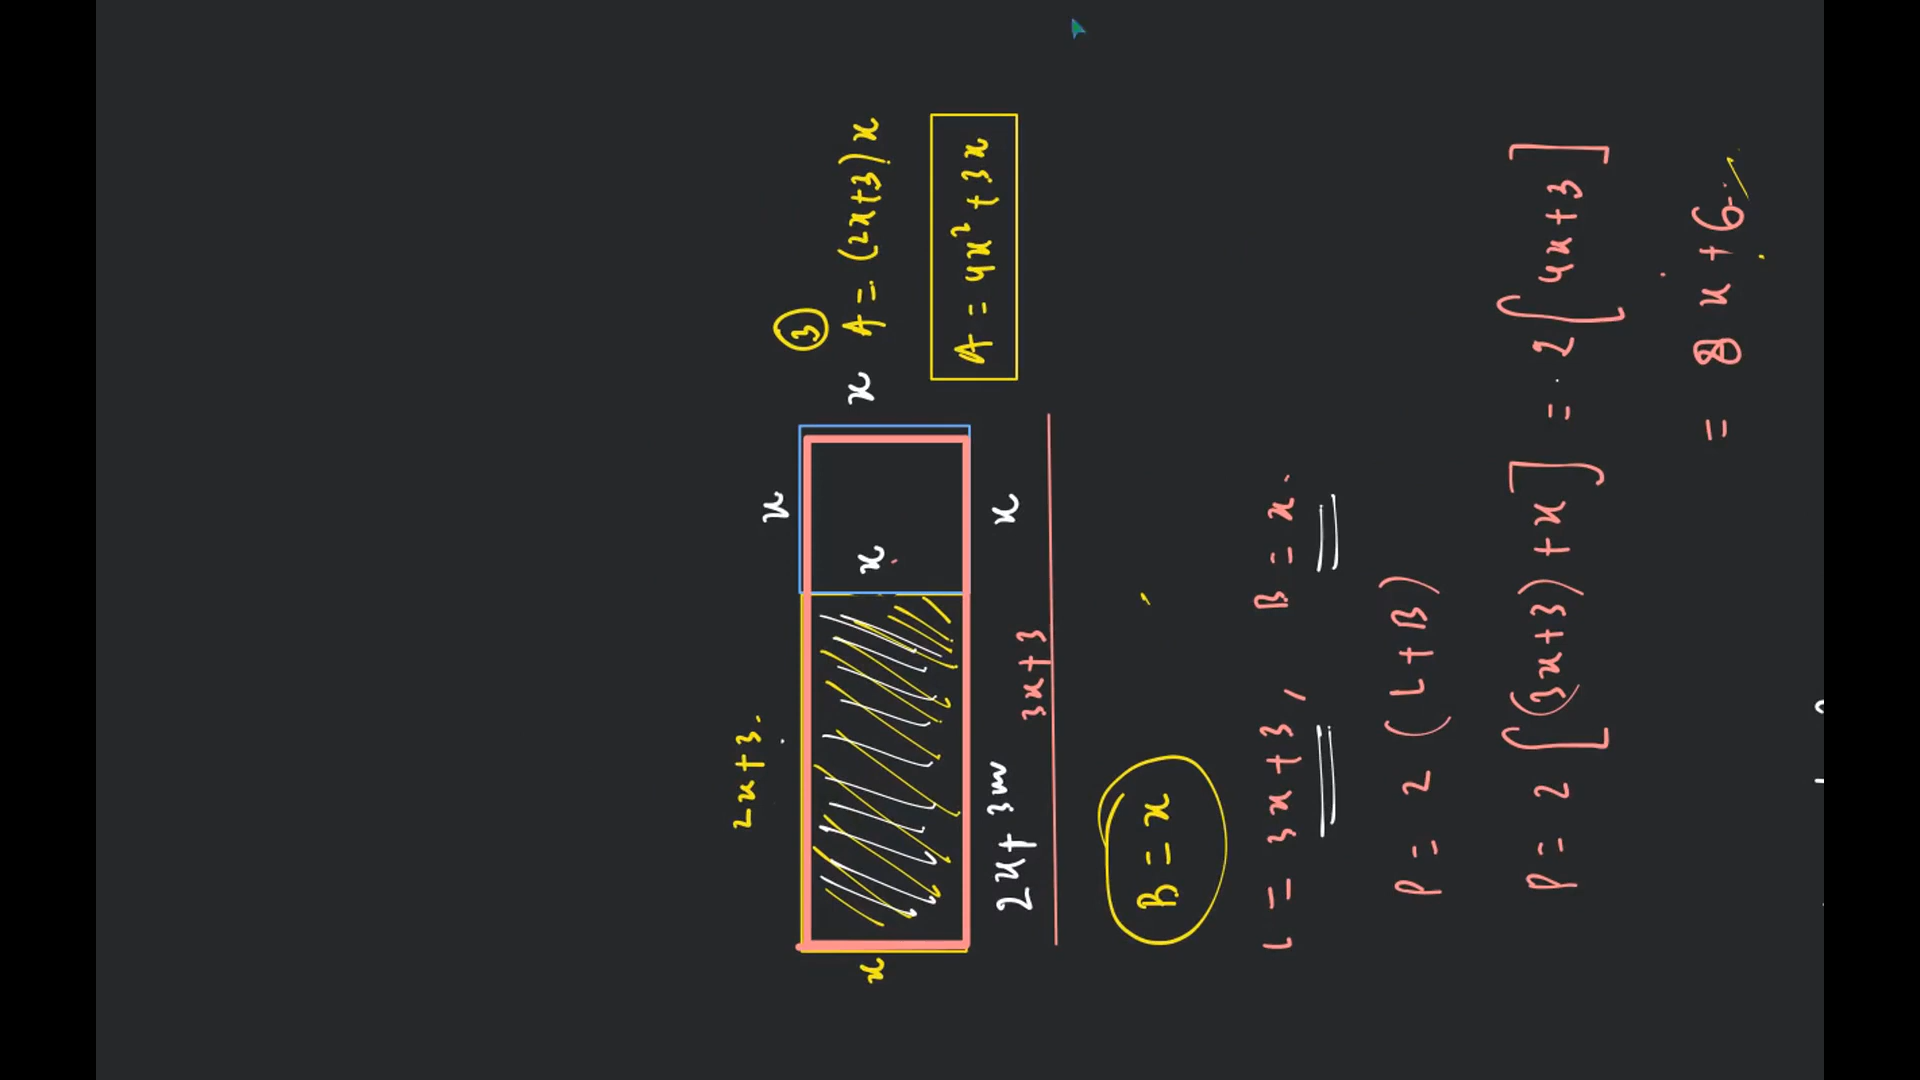 ③
A = (2x+3)x
A = 4x² + 3x
2x+3.
x
x
x
x
x
2x+3m
3x+3
B = x
L = 3x+3, B = x.
P = 2 (L+B)
P = 2[(3x+3)+x] = 2[4x+3]
= 8x+6